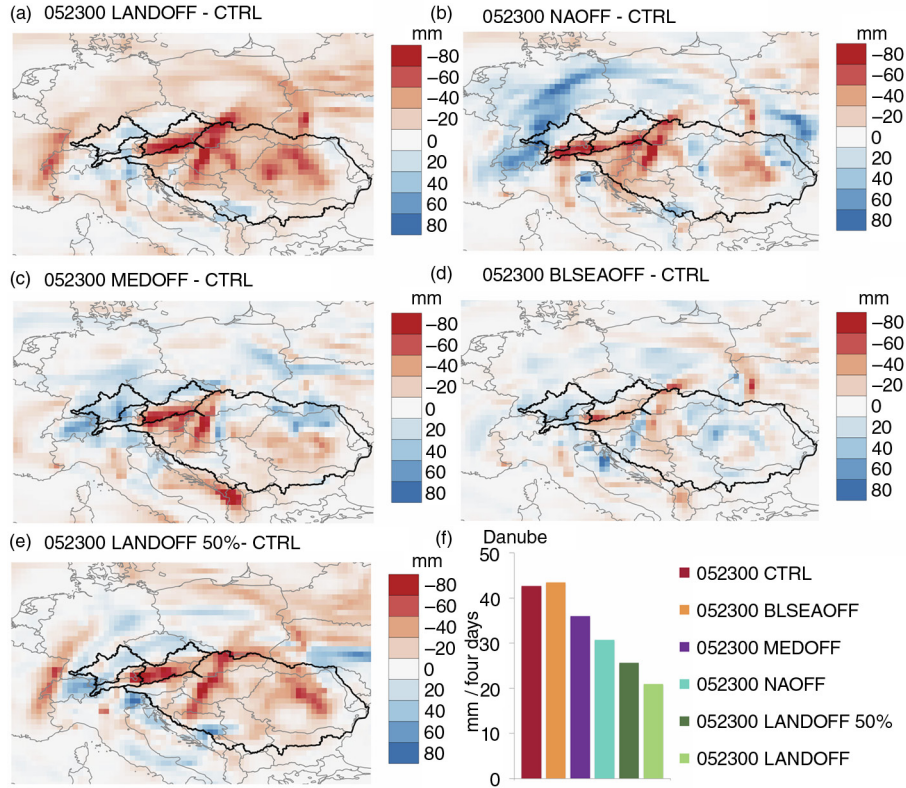 (a) 052300 LANDOFF - CTRL
mm
−80
−60
−40
−20
0
20
40
60
80
(b) 052300 NAOFF - CTRL
mm
−80
−60
−40
−20
0
20
40
60
80
(c) 052300 MEDOFF - CTRL
mm
−80
−60
−40
−20
0
20
40
60
80
(d) 052300 BLSEAOFF - CTRL
mm
−80
−60
−40
−20
0
20
40
60
80
(e) 052300 LANDOFF 50%- CTRL
mm
−80
−60
−40
−20
0
20
40
60
80
(f) Danube
mm / four days
50
40
30
20
10
0
052300 CTRL
052300 BLSEAOFF
052300 MEDOFF
052300 NAOFF
052300 LANDOFF 50%
052300 LANDOFF